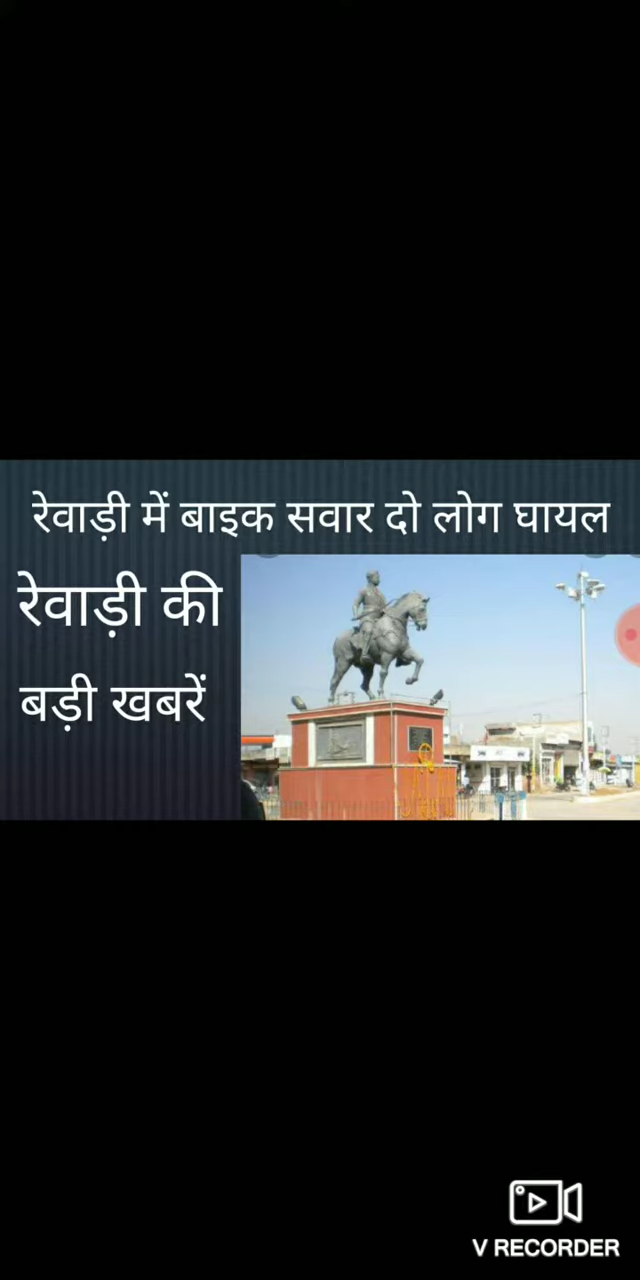 रेवाड़ी में बाइक सवार दो लोग घायल
रेवाड़ी की
बड़ी खबरें
V RECORDER